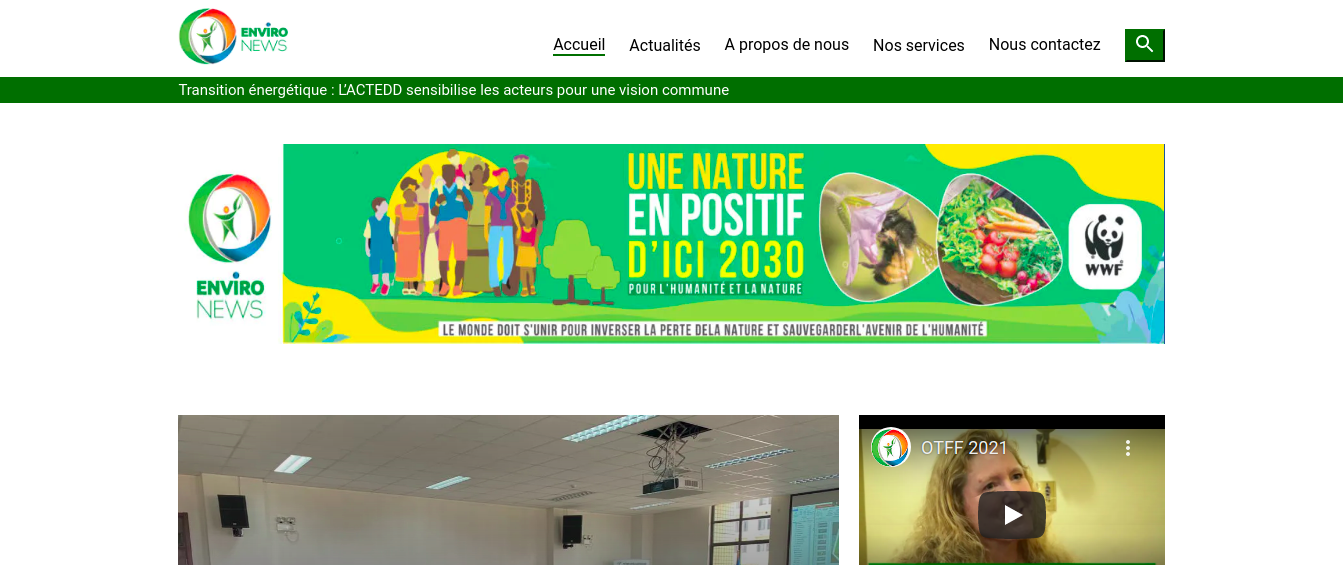 ENVIRO
NEWS
Accueil
Actualités
A propos de nous
Nos services
Nous contactez
Transition énergétique : L'ACTEDD sensibilise les acteurs pour une vision commune
ENVIRO
NEWS
UNE NATURE
EN POSITIF
D'ICI 2030
POUR L'HUMANITÉ ET LA NATURE
WWF
LE MONDE DOIT S'UNIR POUR INVERSER LA PERTE DELA NATURE ET SAUVEGARDERL'AVENIR DE L'HUMANITÉ
OTFF 2021